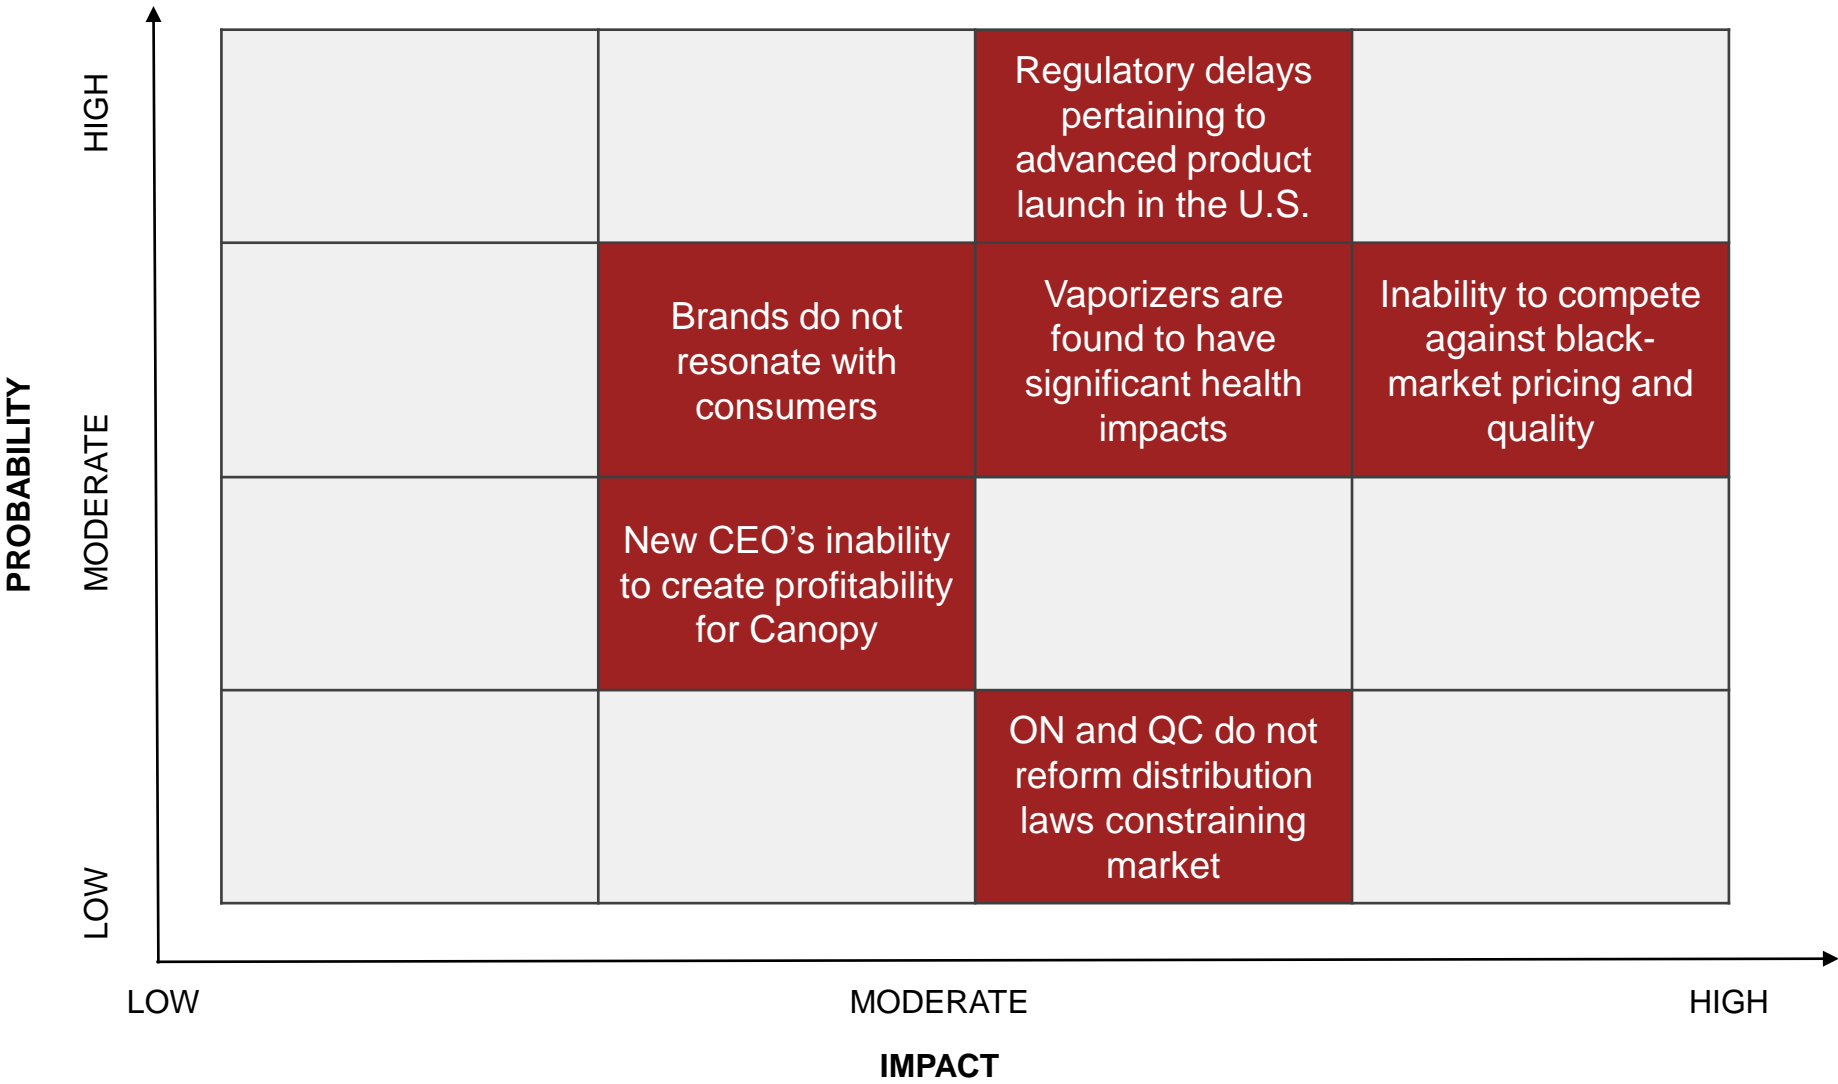 PROBABILITY
HIGH
MODERATE
LOW
Regulatory delays
pertaining to
advanced product
launch in the U.S.
Brands do not
resonate with
consumers
Vaporizers are
found to have
significant health
impacts
Inability to compete
against black-
market pricing and
quality
New CEO’s inability
to create profitability
for Canopy
ON and QC do not
reform distribution
laws constraining
market
LOW
MODERATE
HIGH
IMPACT